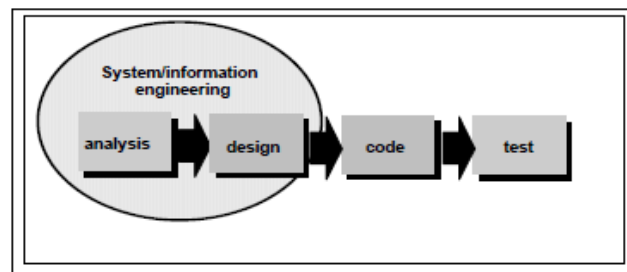 System/information
engineering
analysis
design
code
test